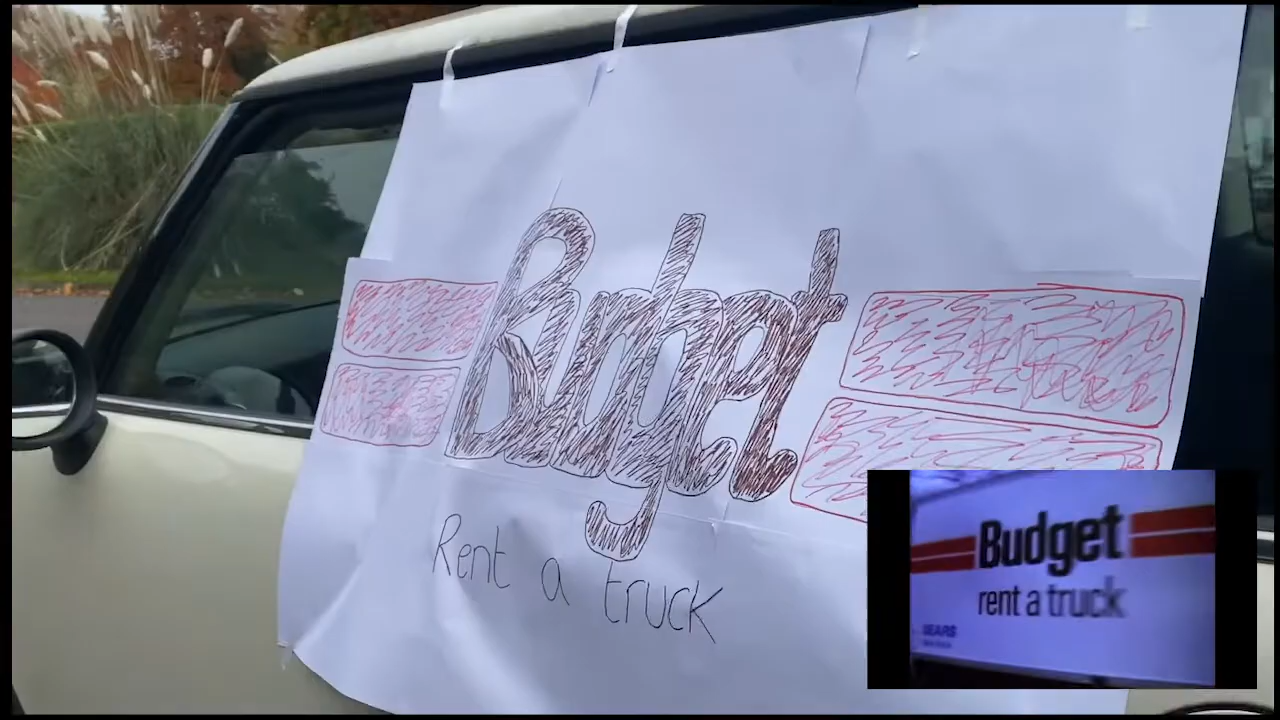 Budget
Rent a truck
Budget
rent a truck
SEARS